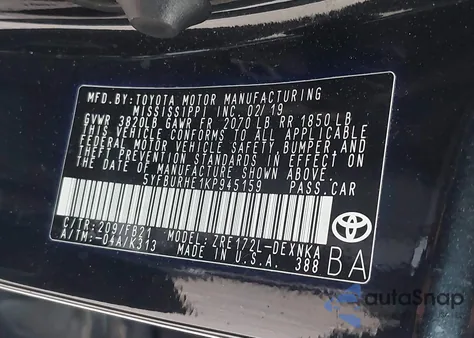 MFD.BY: TOYOTA MOTOR MANUFACTURING
MISSISSIPPI INC. 02/19
GVWR 3820LB GAWR FR 2070 LB RR 1850LB
THIS VEHICLE CONFORMS TO ALL APPLICABLE
FEDERAL MOTOR VEHICLE SAFETY,BUMPER,AND
THEFT PREVENTION STANDARDS IN EFFECT ON
THE DATE OF MANUFACTURE SHOWN ABOVE.
5YFBURHE1KP945159 PASS.CAR
C/TR:209/FB21 MODEL:ZRE172L-DEXNKA
A/TM:-04A/K313 MADE IN U.S.A. 388
BA
autoSnap